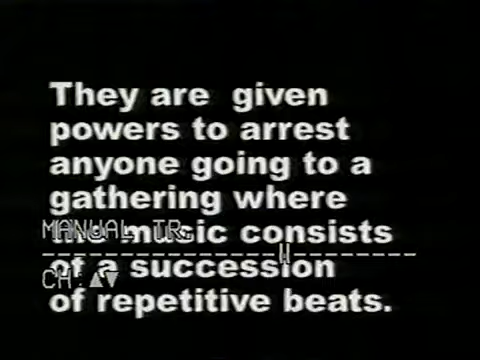 They are given
powers to arrest
anyone going to a
gathering where
the music consists
MANUAL TR.
of a succession
CH ▲▼
of repetitive beats.